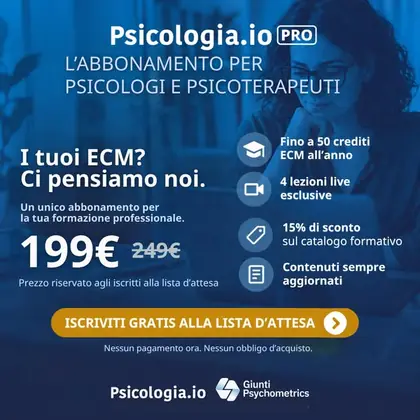 Psicologia.io PRO
L'ABBONAMENTO PER
PSICOLOGI E PSICOTERAPEUTI
I tuoi ECM?
Ci pensiamo noi.
Un unico abbonamento per
la tua formazione professionale.
199€ 249€
Prezzo riservato agli iscritti alla lista d'attesa
Fino a 50 crediti
ECM all'anno
4 lezioni live
esclusive
15% di sconto
sul catalogo formativo
Contenuti sempre
aggiornati
ISCRIVITI GRATIS ALLA LISTA D'ATTESA
Nessun pagamento ora. Nessun obbligo d'acquisto.
Psicologia.io
Giunti
Psychometrics